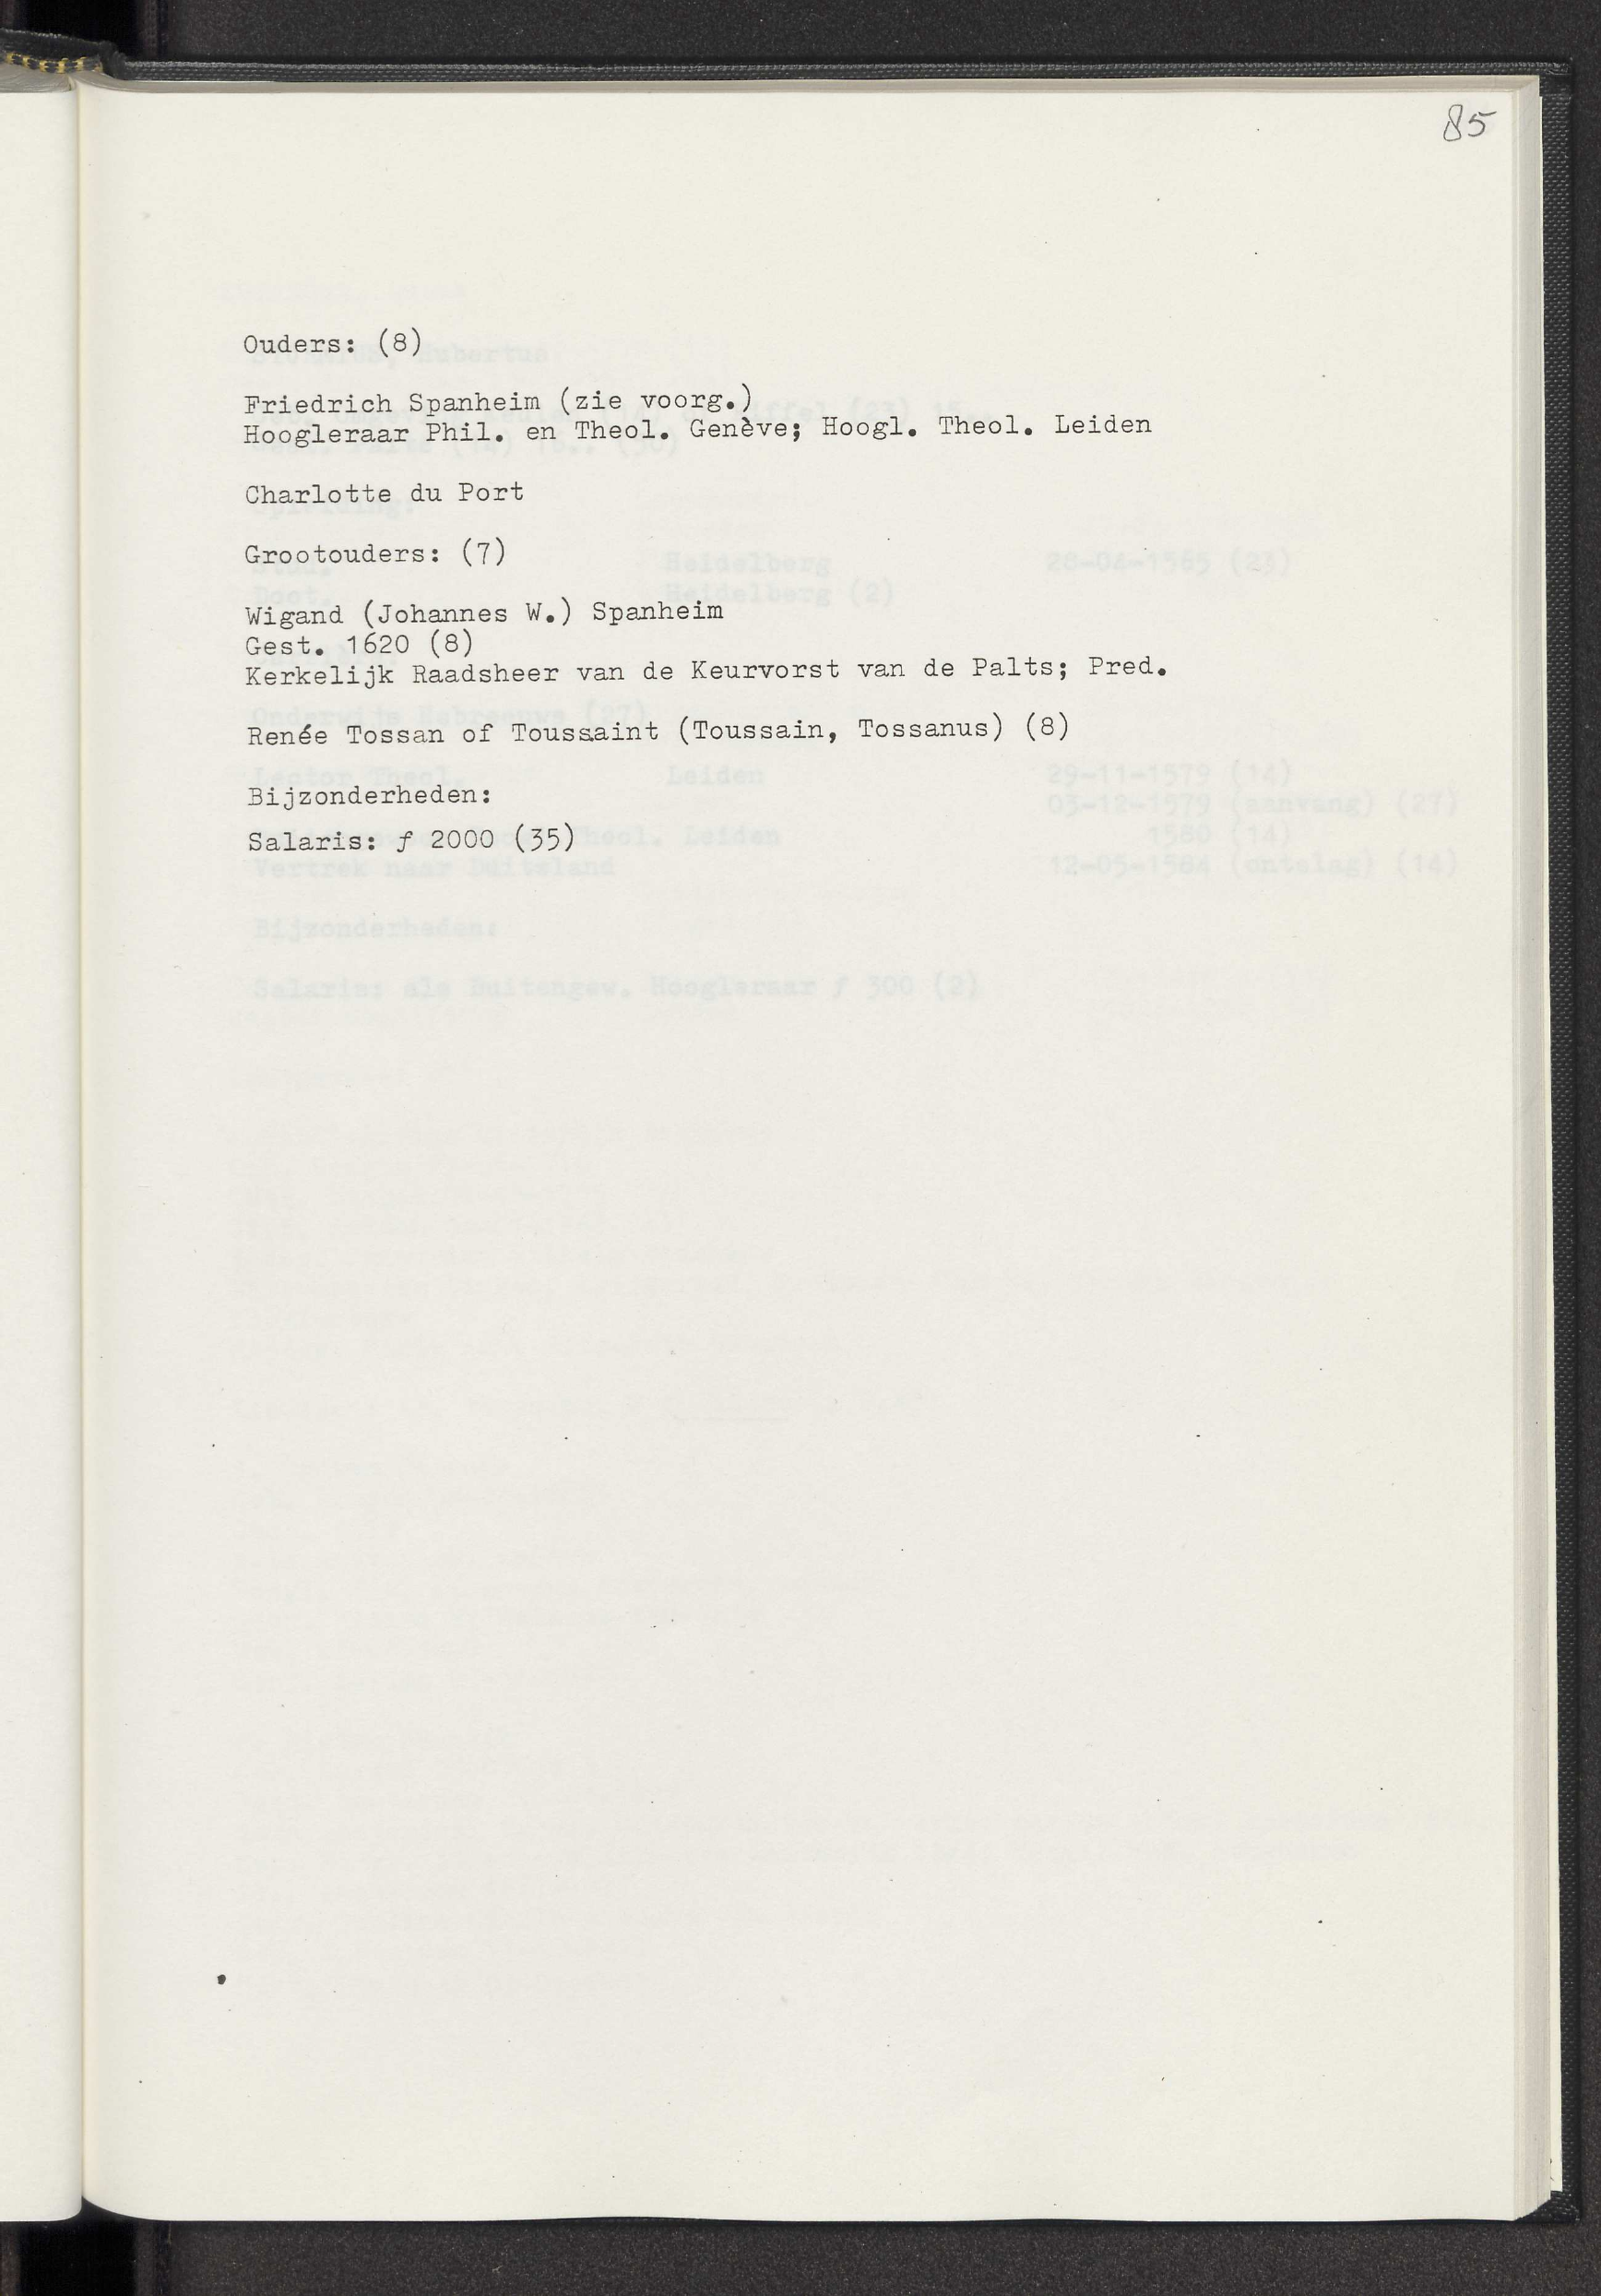 85
Ouders: (8)
Friedrich Spanheim (zie voorg.)
Hoogleraar Phil. en Theol. Genève; Hoogl. Theol. Leiden
Charlotte du Port
Grootouders: (7)
Wigand (Johannes W.) Spanheim
Gest. 1620 (8)
Kerkelijk Raadsheer van de Keurvorst van de Palts; Pred.
Renée Tossan of Toussaint (Toussain, Tossanus) (8)
Bijzonderheden:
Salaris: ƒ 2000 (35)